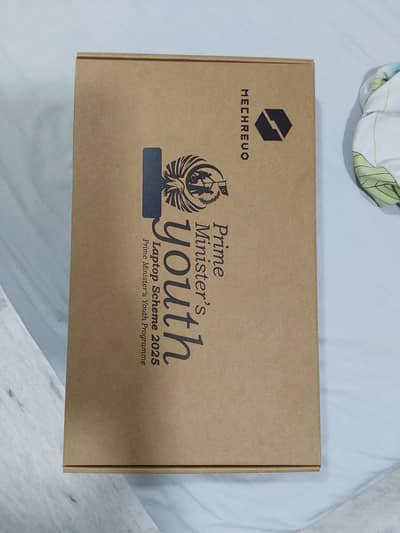 MECHREVO
Prime
Minister's
youth
Laptop Scheme 2025
Prime Minister's Youth Programme